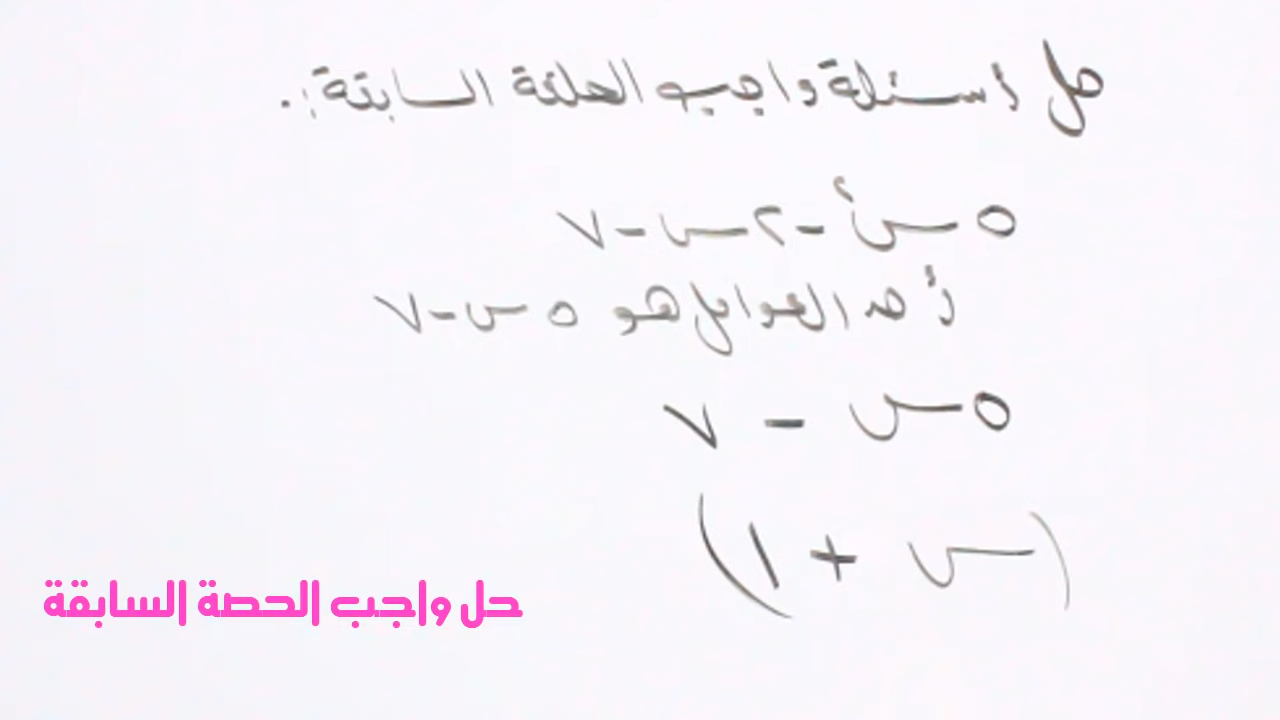 حل أسئلة واجب الحلقة السابقة :.
٥س٢ - ٢س - ٧
أحد العوامل هو ٥س - ٧
٥س - ٧
(س + ١)
حل واجب الحصة السابقة